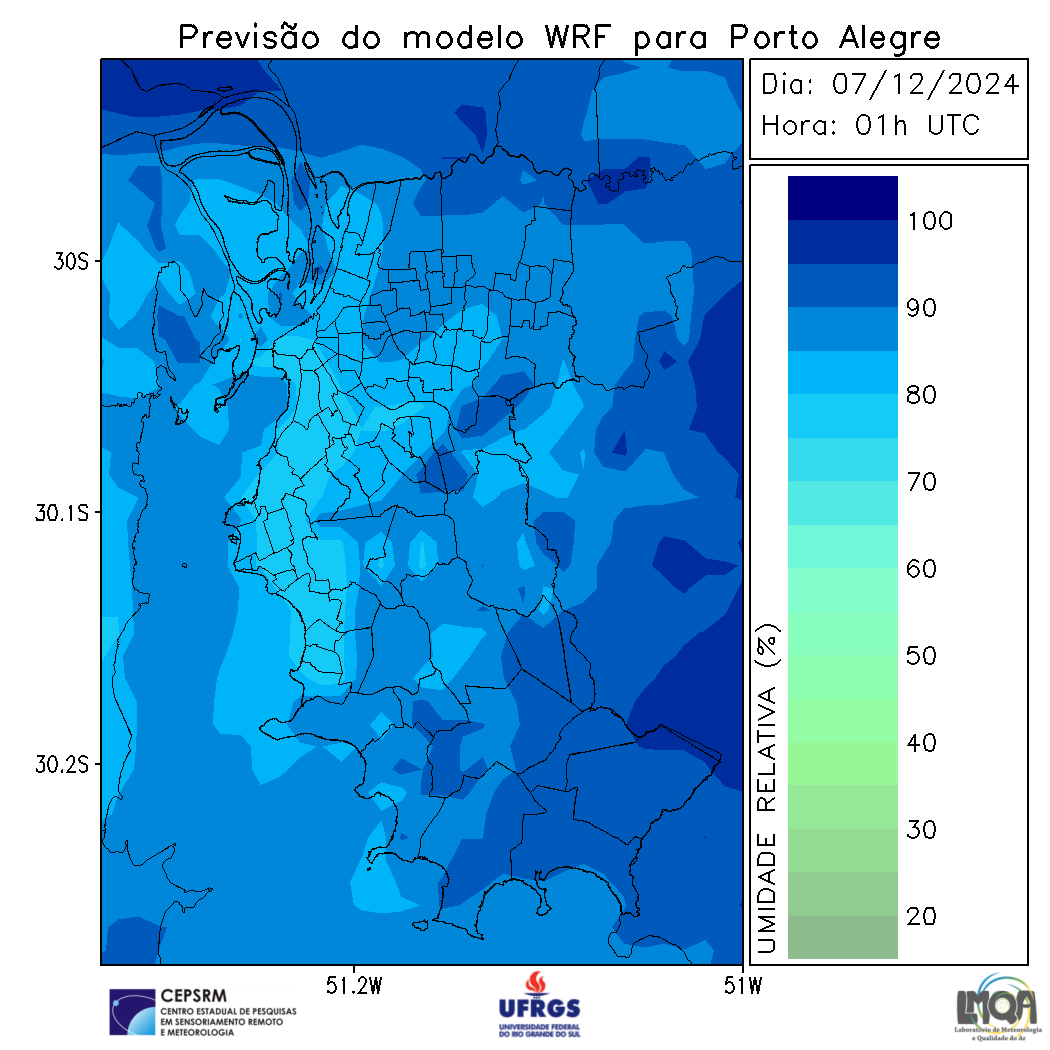 Previsão do modelo WRF para Porto Alegre
Dia: 07/12/2024
Hora: 01h UTC
100
90
80
70
60
50
40
30
20
UMIDADE RELATIVA (%)
30S
30.1S
30.2S
51.2W
51W
CEPSRM
CENTRO ESTADUAL DE PESQUISAS
EM SENSORIAMENTO REMOTO
E METEOROLOGIA
UFRGS
UNIVERSIDADE FEDERAL
DO RIO GRANDE DO SUL
LMQA
Laboratório de Meteorologia
e Qualidade do Ar